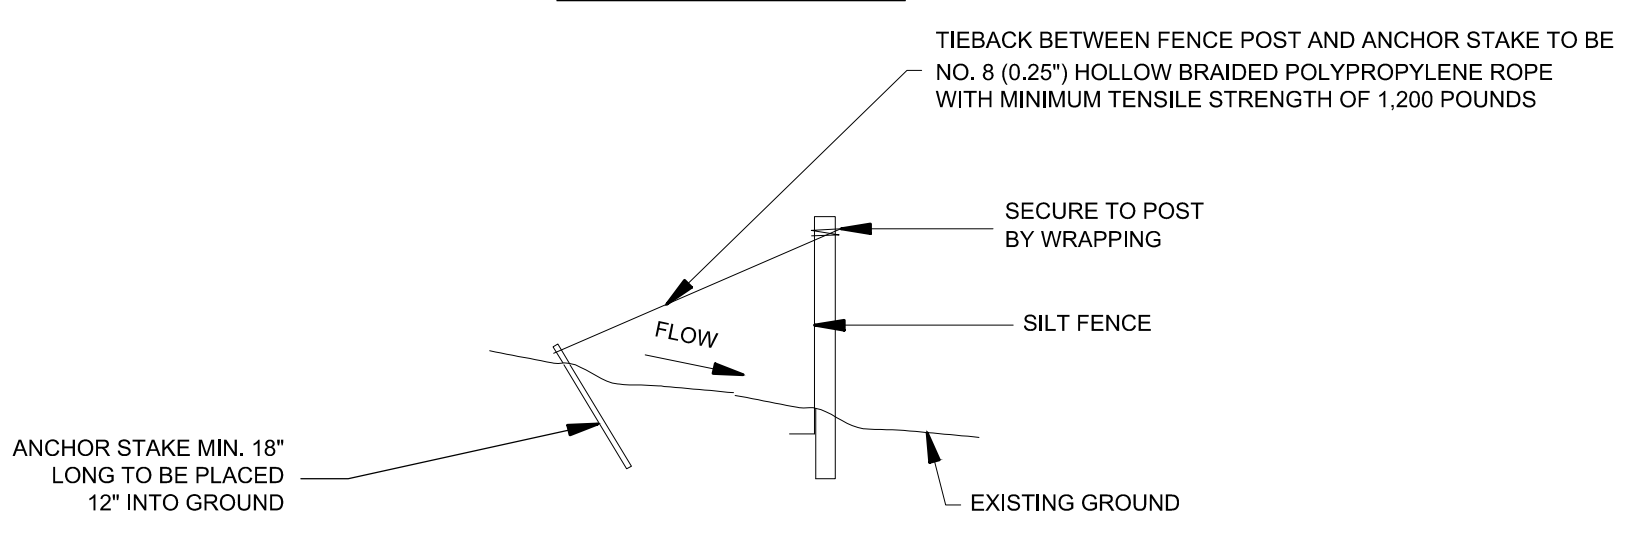 TIEBACK BETWEEN FENCE POST AND ANCHOR STAKE TO BE
NO. 8 (0.25") HOLLOW BRAIDED POLYPROPYLENE ROPE
WITH MINIMUM TENSILE STRENGTH OF 1,200 POUNDS
SECURE TO POST
BY WRAPPING
SILT FENCE
FLOW
ANCHOR STAKE MIN. 18"
LONG TO BE PLACED
12" INTO GROUND
EXISTING GROUND